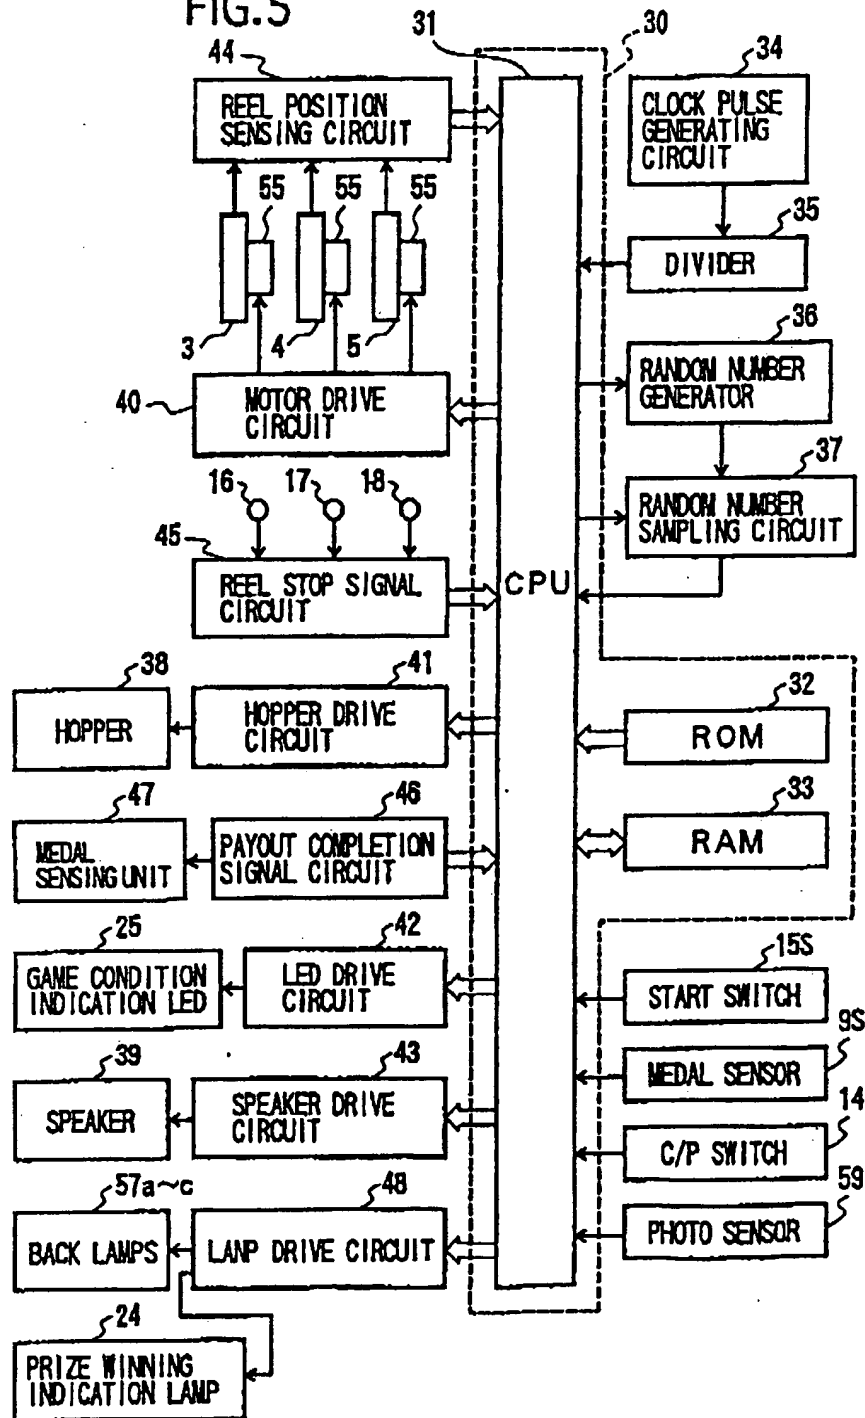 FIG.5
31
30
34
44
REEL POSITION
SENSING CIRCUIT
CLOCK PULSE
GENERATING
CIRCUIT
55
55
55
35
DIVIDER
3
4
5
36
RANDOM NUMBER
GENERATOR
40
MOTOR DRIVE
CIRCUIT
37
RANDOM NUMBER
SAMPLING CIRCUIT
16
17
18
45
REEL STOP SIGNAL
CIRCUIT
CPU
38
HOPPER
41
HOPPER DRIVE
CIRCUIT
32
ROM
47
MEDAL
SENSING UNIT
46
PAYOUT COMPLETION
SIGNAL CIRCUIT
33
RAM
25
GAME CONDITION
INDICATION LED
42
LED DRIVE
CIRCUIT
15S
START SWITCH
9S
MEDAL SENSOR
39
SPEAKER
43
SPEAKER DRIVE
CIRCUIT
14
C/P SWITCH
57a~c
BACK LAMPS
48
LANP DRIVE CIRCUIT
59
PHOTO SENSOR
24
PRIZE WINNING
INDICATION LAMP